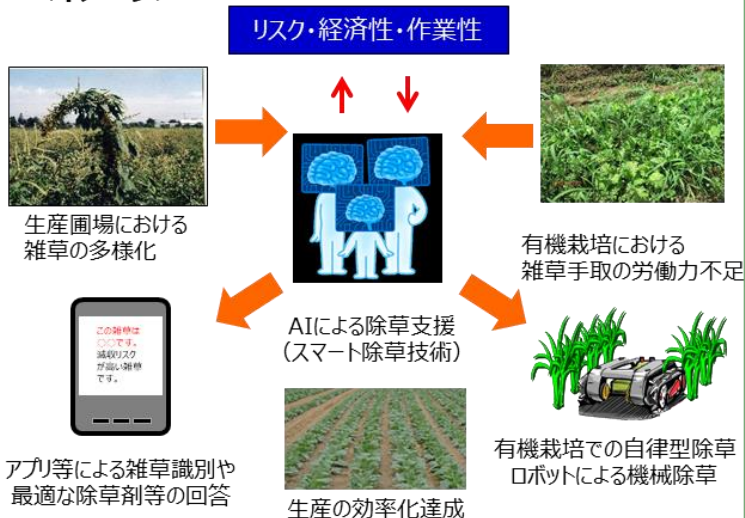 リスク・経済性・作業性
生産圃場における
雑草の多様化
有機栽培における
雑草手取の労働力不足
AIによる除草支援
（スマート除草技術）
この雑草は
〇〇です。
減収リスク
が高い雑草
です。
アプリ等による雑草識別や
最適な除草剤等の回答
生産の効率化達成
有機栽培での自律型除草
ロボットによる機械除草